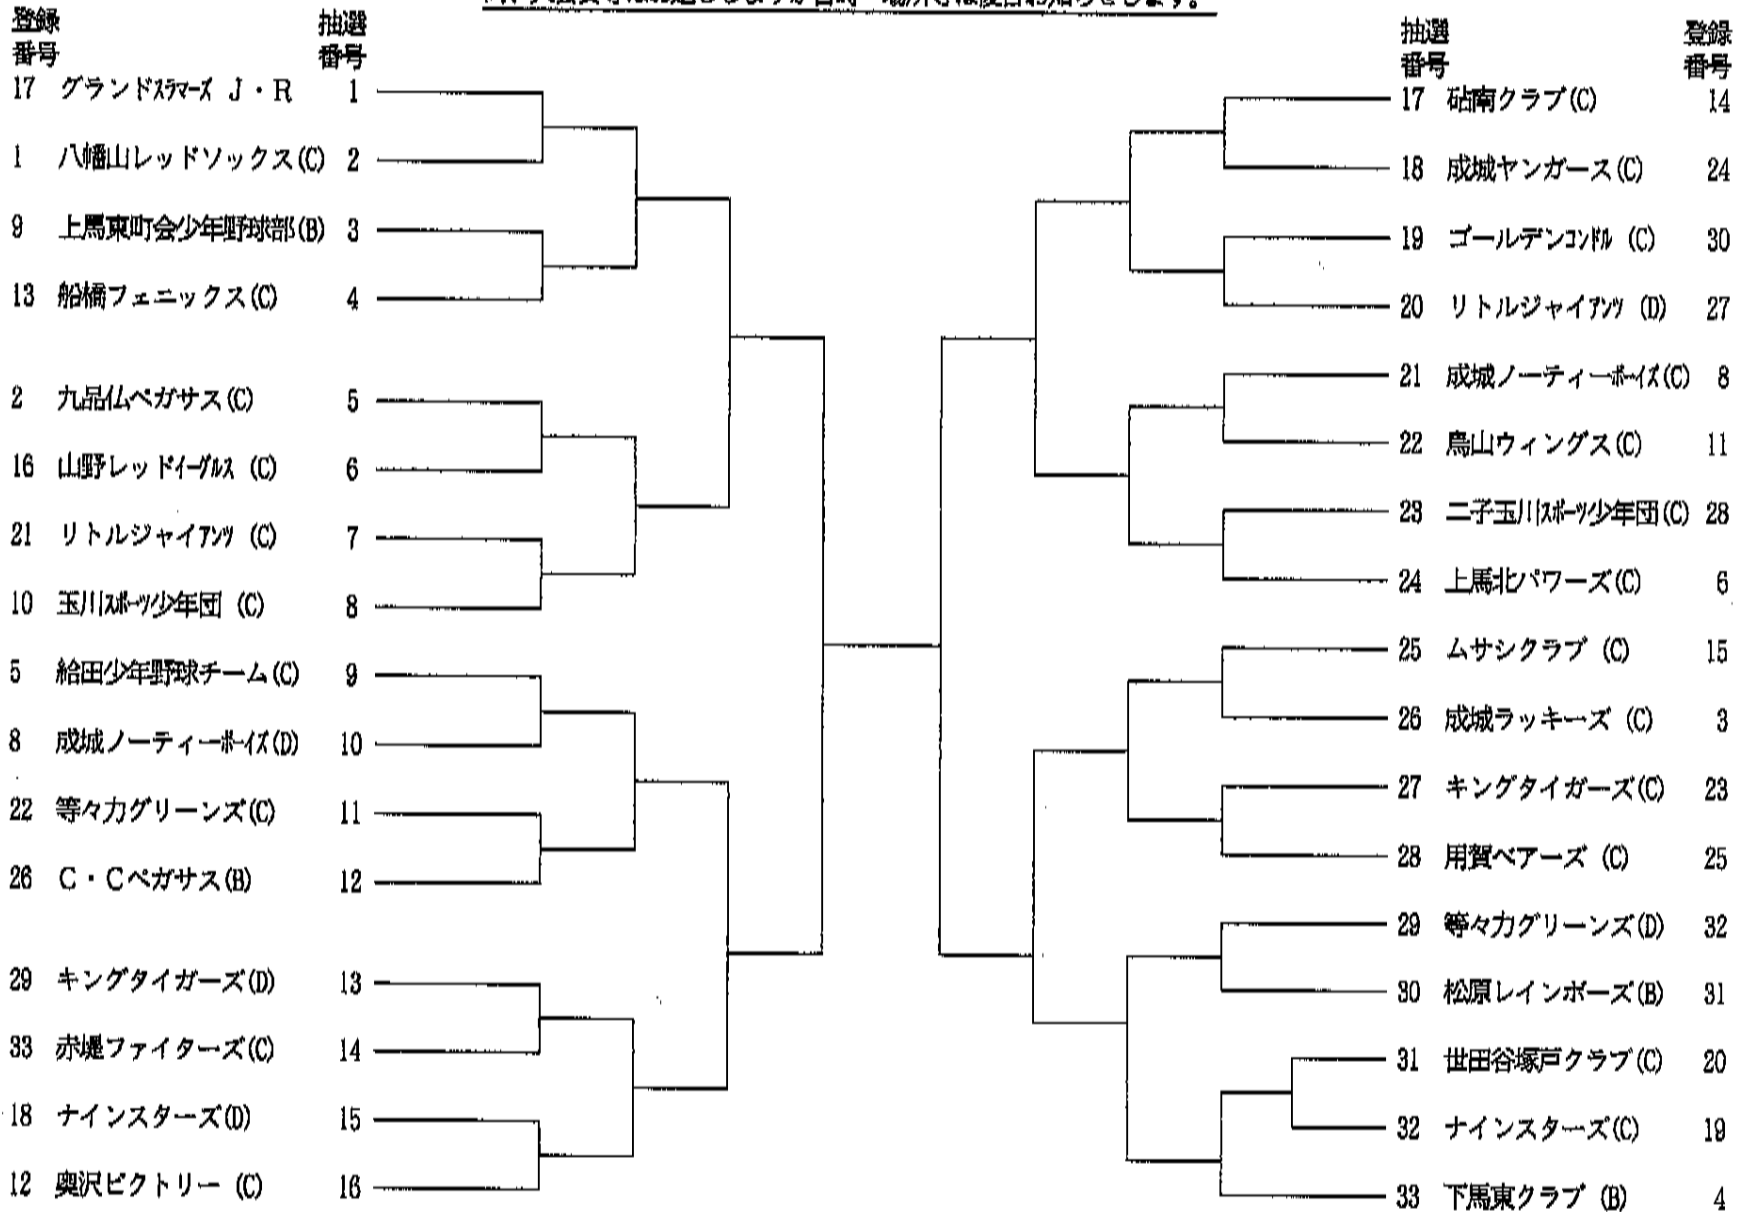 登録 抽選
番号 番号
17 グランドスラマーズ J・R 1
1 八幡山レッドソックス(C) 2
9 上馬東町会少年野球部(B) 3
13 船橋フェニックス(C) 4
2 九品仏ペガサス(C) 5
16 山野レッドイーグルス (C) 6
21 リトルジャイアンツ (C) 7
10 玉川スポーツ少年団 (C) 8
5 給田少年野球チーム(C) 9
8 成城ノーティーボーイズ(D) 10
22 等々力グリーンズ(C) 11
26 C・Cペガサス(B) 12
29 キングタイガーズ(D) 13
33 赤堤ファイターズ(C) 14
18 ナインスターズ(D) 15
12 奥沢ビクトリー (C) 16
抽選 登録
番号 番号
17 砧南クラブ(C) 14
18 成城ヤンガース(C) 24
19 ゴールデンコンドル (C) 30
20 リトルジャイアンツ (D) 27
21 成城ノーティーボーイズ(C) 8
22 烏山ウィングス(C) 11
23 二子玉川スポーツ少年団(C) 28
24 上馬北パワーズ(C) 6
25 ムサシクラブ (C) 15
26 成城ラッキーズ (C) 3
27 キングタイガーズ(C) 23
28 用賀ベアーズ (C) 25
29 等々力グリーンズ(D) 32
30 松原レインボーズ(B) 31
31 世田谷塚戸クラブ(C) 20
32 ナインスターズ(C) 19
33 下馬東クラブ (B) 4